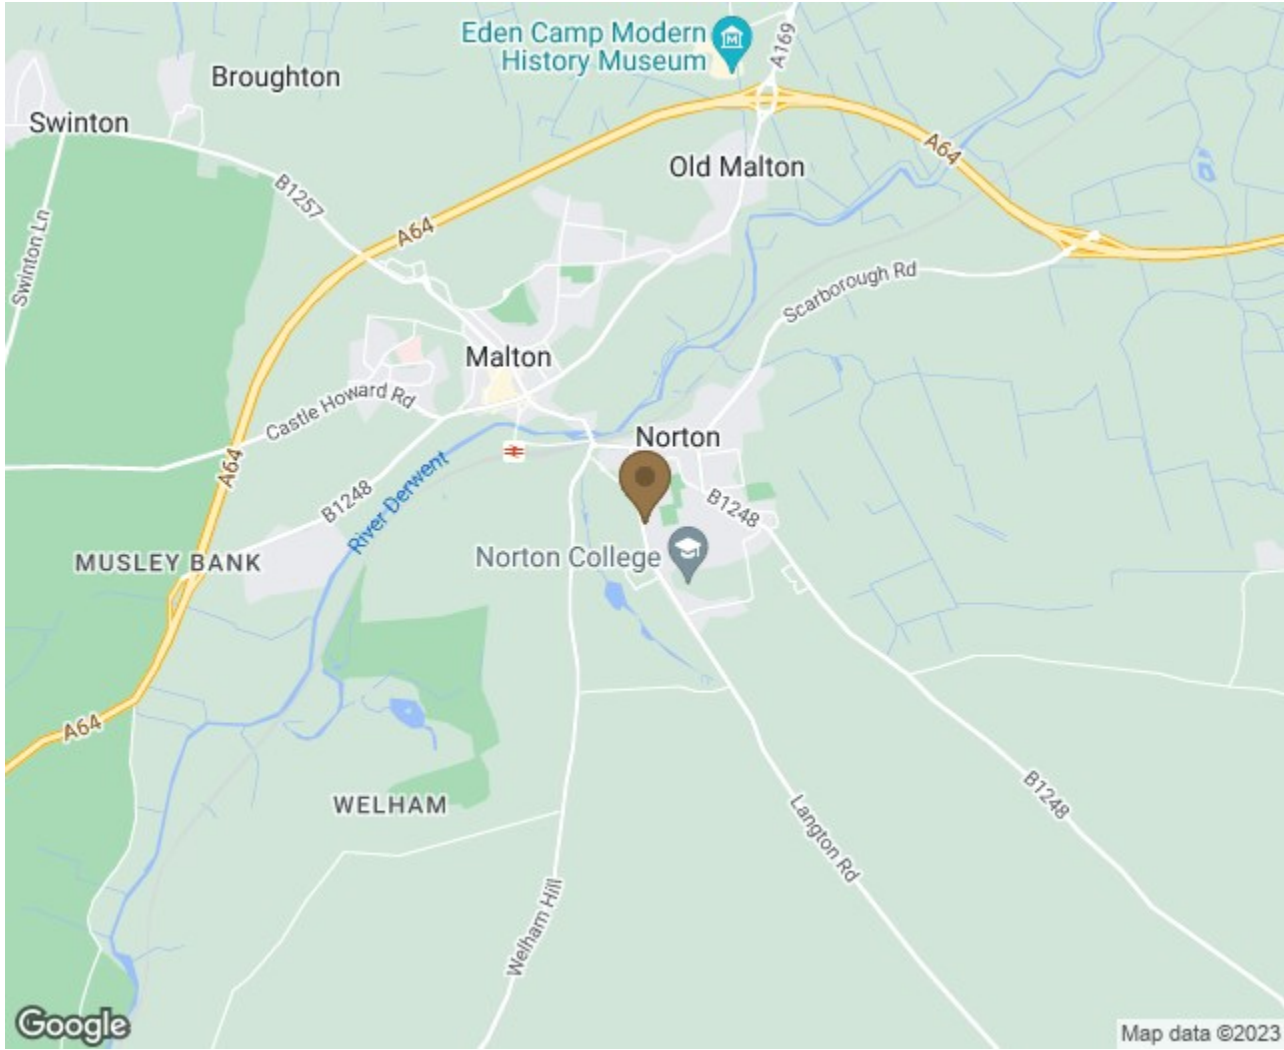 Eden Camp Modern
History Museum
A169
Broughton
Swinton
A64
Old Malton
B1257
A64
Swinton Ln
Scarborough Rd
Malton
Castle Howard Rd
Norton
A64
B1248
River Derwent
B1248
MUSLEY BANK
Norton College
A64
WELHAM
B1248
Langton Rd
Welham Hill
Google
Map data ©2023